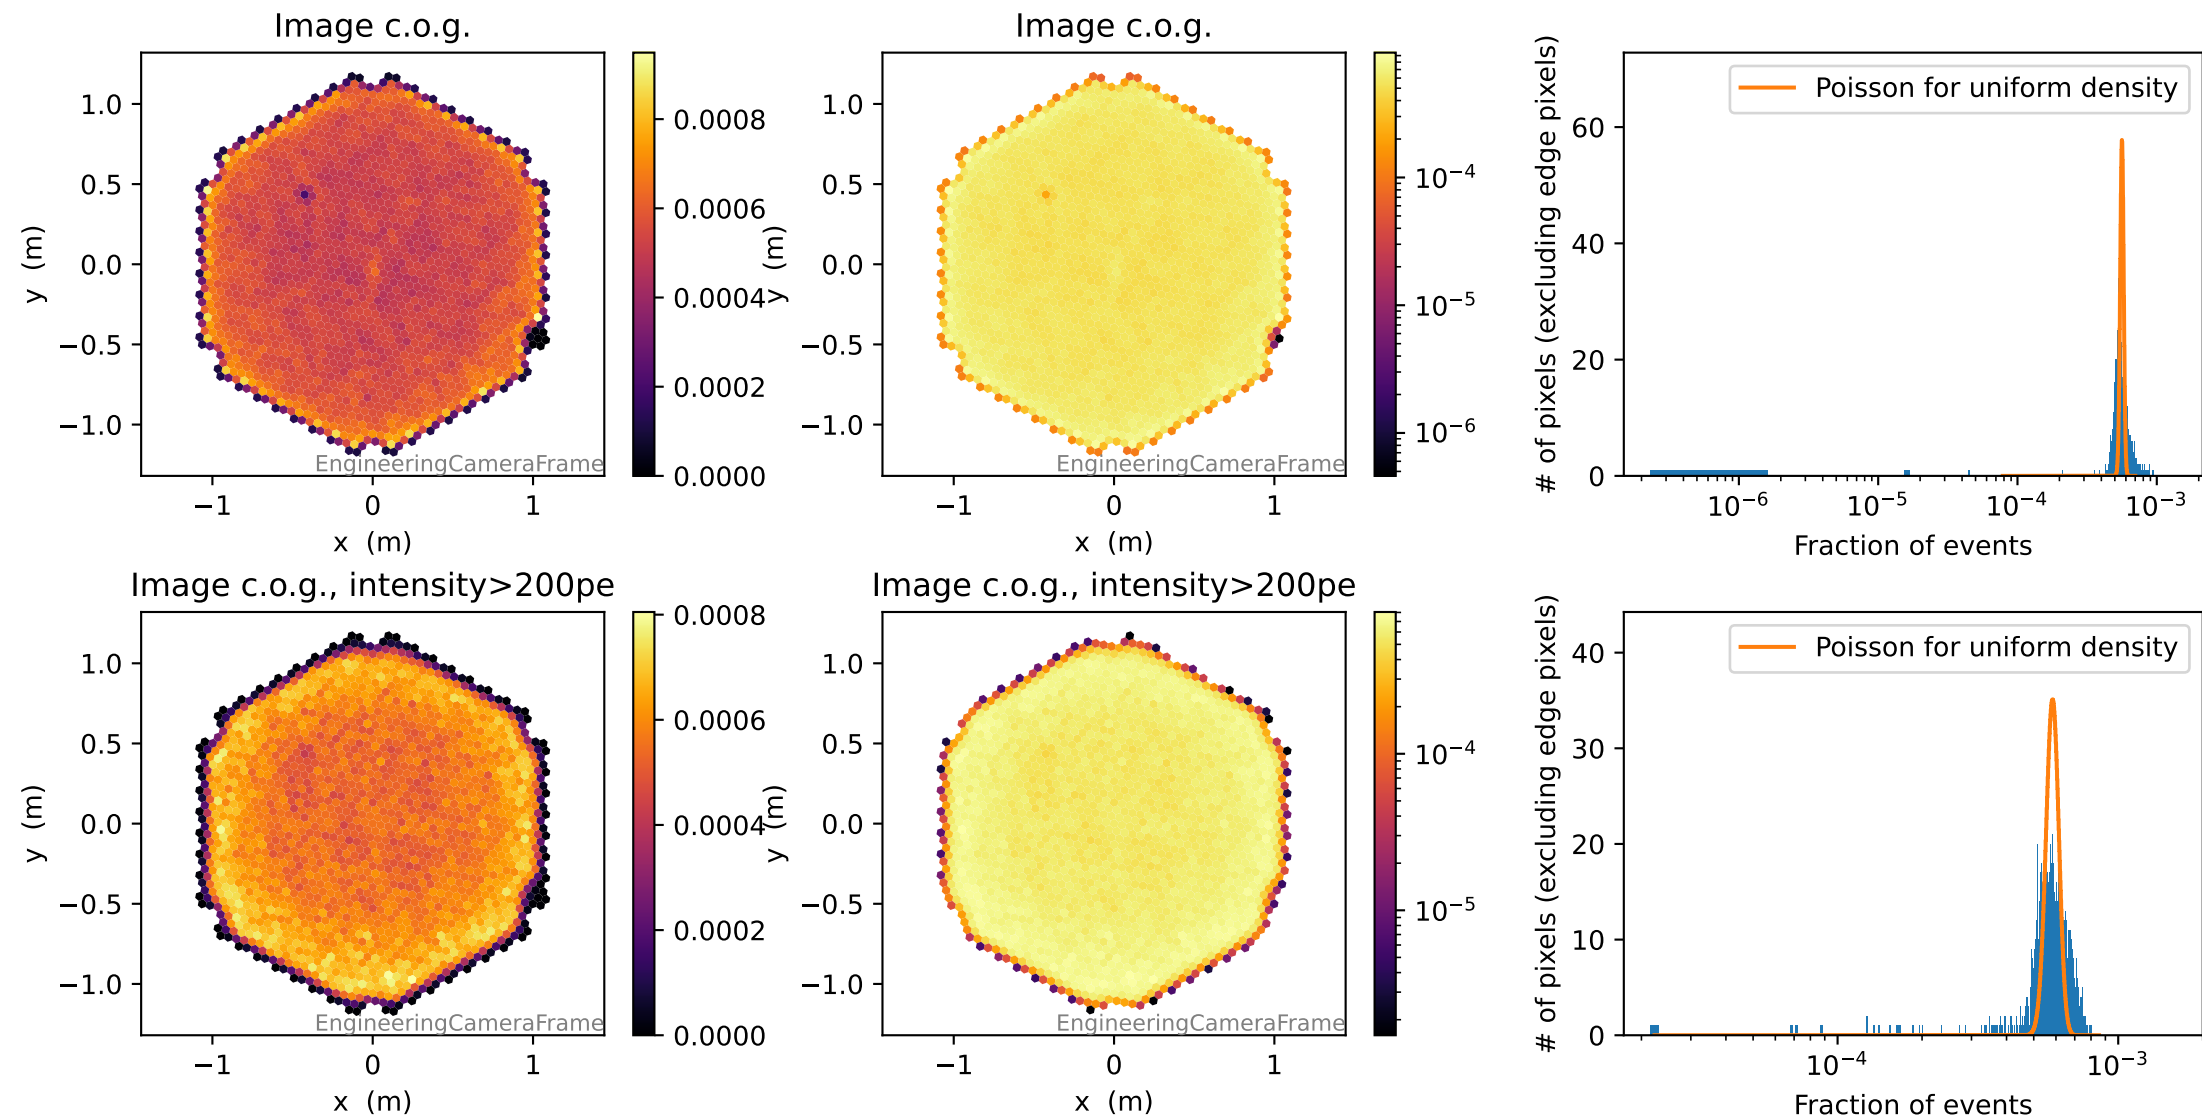 Image c.o.g.
1.0
0.5
0.0
−0.5
−1.0
y (m)
−1
0
1
x (m)
EngineeringCameraFrame
0.0008
0.0006
0.0004
0.0002
0.0000
Image c.o.g.
1.0
0.5
0.0
−0.5
−1.0
y (m)
−1
0
1
x (m)
EngineeringCameraFrame
10−4
10−5
10−6
Poisson for uniform density
60
40
20
0
# of pixels (excluding edge pixels)
10−6
10−5
10−4
10−3
Fraction of events
Image c.o.g., intensity>200pe
1.0
0.5
0.0
−0.5
−1.0
y (m)
−1
0
1
x (m)
EngineeringCameraFrame
0.0008
0.0006
0.0004
0.0002
0.0000
Image c.o.g., intensity>200pe
1.0
0.5
0.0
−0.5
−1.0
y (m)
−1
0
1
x (m)
EngineeringCameraFrame
10−4
10−5
Poisson for uniform density
40
30
20
10
0
# of pixels (excluding edge pixels)
10−4
10−3
Fraction of events